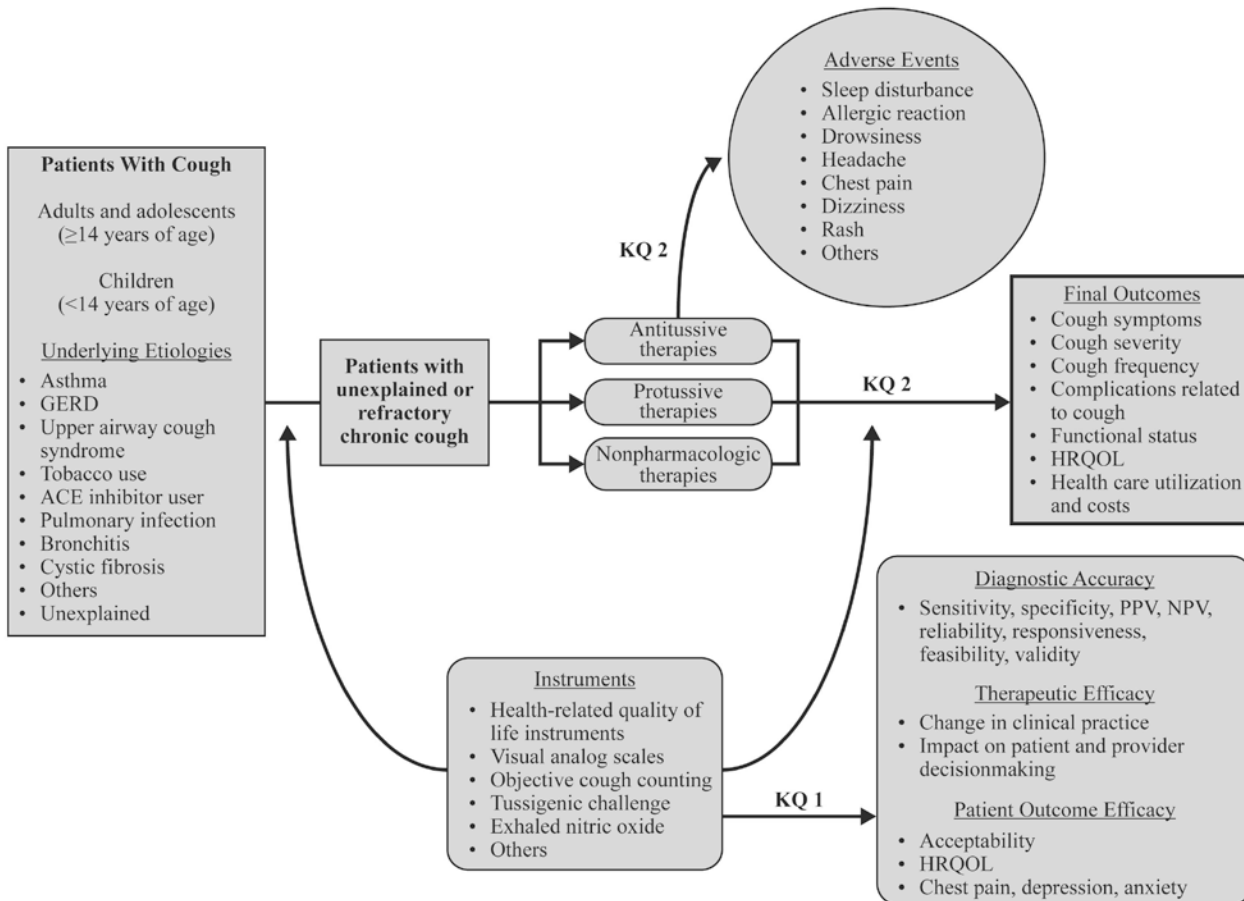 Patients With Cough
Adults and adolescents
(≥14 years of age)
Children
(<14 years of age)
Underlying Etiologies
• Asthma
• GERD
• Upper airway cough
syndrome
• Tobacco use
• ACE inhibitor user
• Pulmonary infection
• Bronchitis
• Cystic fibrosis
• Others
• Unexplained
Patients with
unexplained or
refractory
chronic cough
Antitussive
therapies
Protussive
therapies
Nonpharmacologic
therapies
KQ 2
Adverse Events
• Sleep disturbance
• Allergic reaction
• Drowsiness
• Headache
• Chest pain
• Dizziness
• Rash
• Others
KQ 2
Final Outcomes
• Cough symptoms
• Cough severity
• Cough frequency
• Complications related
to cough
• Functional status
• HRQOL
• Health care utilization
and costs
Instruments
• Health-related quality of
life instruments
• Visual analog scales
• Objective cough counting
• Tussigenic challenge
• Exhaled nitric oxide
• Others
KQ 1
Diagnostic Accuracy
• Sensitivity, specificity, PPV, NPV,
reliability, responsiveness,
feasibility, validity
Therapeutic Efficacy
• Change in clinical practice
• Impact on patient and provider
decisionmaking
Patient Outcome Efficacy
• Acceptability
• HRQOL
• Chest pain, depression, anxiety